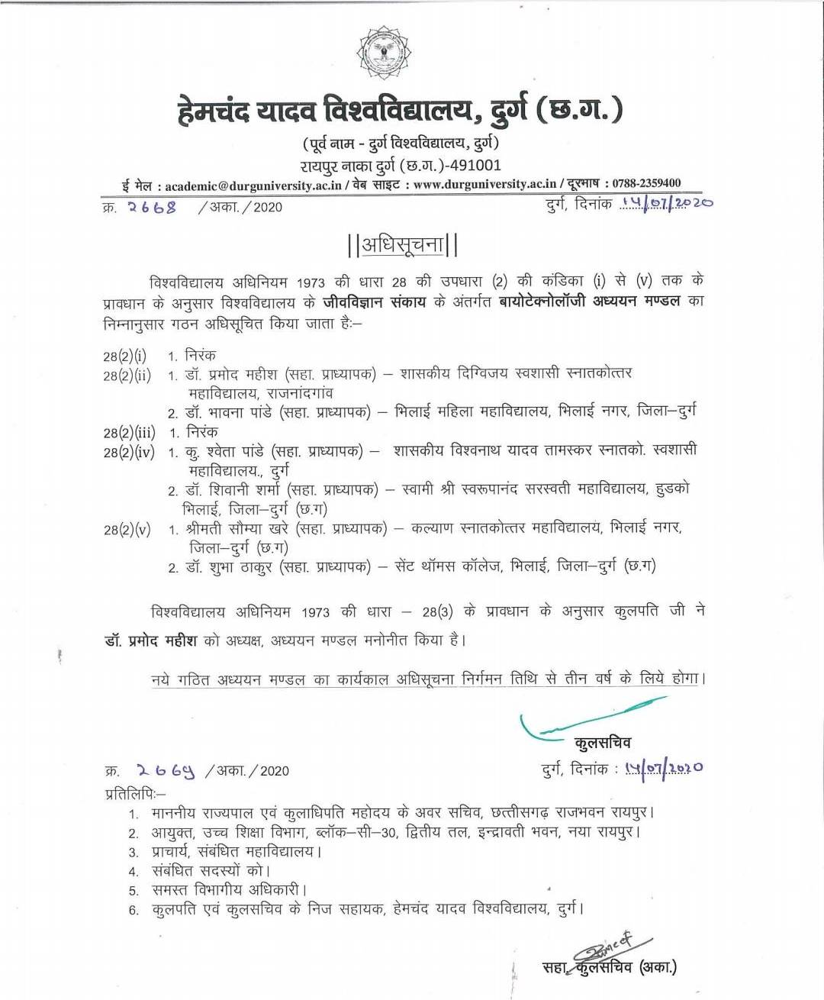 हेमचंद यादव विश्वविद्यालय, दुर्ग (छ.ग.)
(पूर्व नाम - दुर्ग विश्वविद्यालय, दुर्ग)
रायपुर नाका दुर्ग (छ.ग.)-491001
ई मेल : academic@durguniversity.ac.in / वेब साइट : www.durguniversity.ac.in / दूरभाष : 0788-2359400
क्र. 2668 /अका./2020 दुर्ग, दिनांक 14/07/2020
||अधिसूचना||
विश्वविद्यालय अधिनियम 1973 की धारा 28 की उपधारा (2) की कंडिका (i) से (v) तक के
प्रावधान के अनुसार विश्वविद्यालय के जीवविज्ञान संकाय के अंतर्गत बायोटेक्नोलॉजी अध्ययन मण्डल का
निम्नानुसार गठन अधिसूचित किया जाता हैः–
28(2)(i) 1. निरंक
28(2)(ii) 1. डॉ. प्रमोद महीश (सहा. प्राध्यापक) – शासकीय दिग्विजय स्वशासी स्नातकोत्तर
महाविद्यालय, राजनांदगांव
2. डॉ. भावना पांडे (सहा. प्राध्यापक) – भिलाई महिला महाविद्यालय, भिलाई नगर, जिला–दुर्ग
28(2)(iii) 1. निरंक
28(2)(iv) 1. कु. श्वेता पांडे (सहा. प्राध्यापक) – शासकीय विश्वनाथ यादव तामस्कर स्नातको. स्वशासी
महाविद्यालय., दुर्ग
2. डॉ. शिवानी शर्मा (सहा. प्राध्यापक) – स्वामी श्री स्वरूपानंद सरस्वती महाविद्यालय, हुडको
भिलाई, जिला–दुर्ग (छ.ग)
28(2)(v) 1. श्रीमती सौम्या खरे (सहा. प्राध्यापक) – कल्याण स्नातकोत्तर महाविद्यालय, भिलाई नगर,
जिला–दुर्ग (छ.ग)
2. डॉ. शुभा ठाकुर (सहा. प्राध्यापक) – सेंट थॉमस कॉलेज, भिलाई, जिला–दुर्ग (छ.ग)
विश्वविद्यालय अधिनियम 1973 की धारा – 28(3) के प्रावधान के अनुसार कुलपति जी ने
डॉ. प्रमोद महीश को अध्यक्ष, अध्ययन मण्डल मनोनीत किया है।
नये गठित अध्ययन मण्डल का कार्यकाल अधिसूचना निर्गमन तिथि से तीन वर्ष के लिये होगा।
कुलसचिव
क्र. 2669 /अका./2020 दुर्ग, दिनांक : 14/07/2020
प्रतिलिपिः–
1. माननीय राज्यपाल एवं कुलाधिपति महोदय के अवर सचिव, छत्तीसगढ़ राजभवन रायपुर।
2. आयुक्त, उच्च शिक्षा विभाग, ब्लॉक–सी–30, द्वितीय तल, इन्द्रावती भवन, नया रायपुर।
3. प्राचार्य, संबंधित महाविद्यालय।
4. संबंधित सदस्यों को।
5. समस्त विभागीय अधिकारी।
6. कुलपति एवं कुलसचिव के निज सहायक, हेमचंद यादव विश्वविद्यालय, दुर्ग।
सहा. कुलसचिव (अका.)